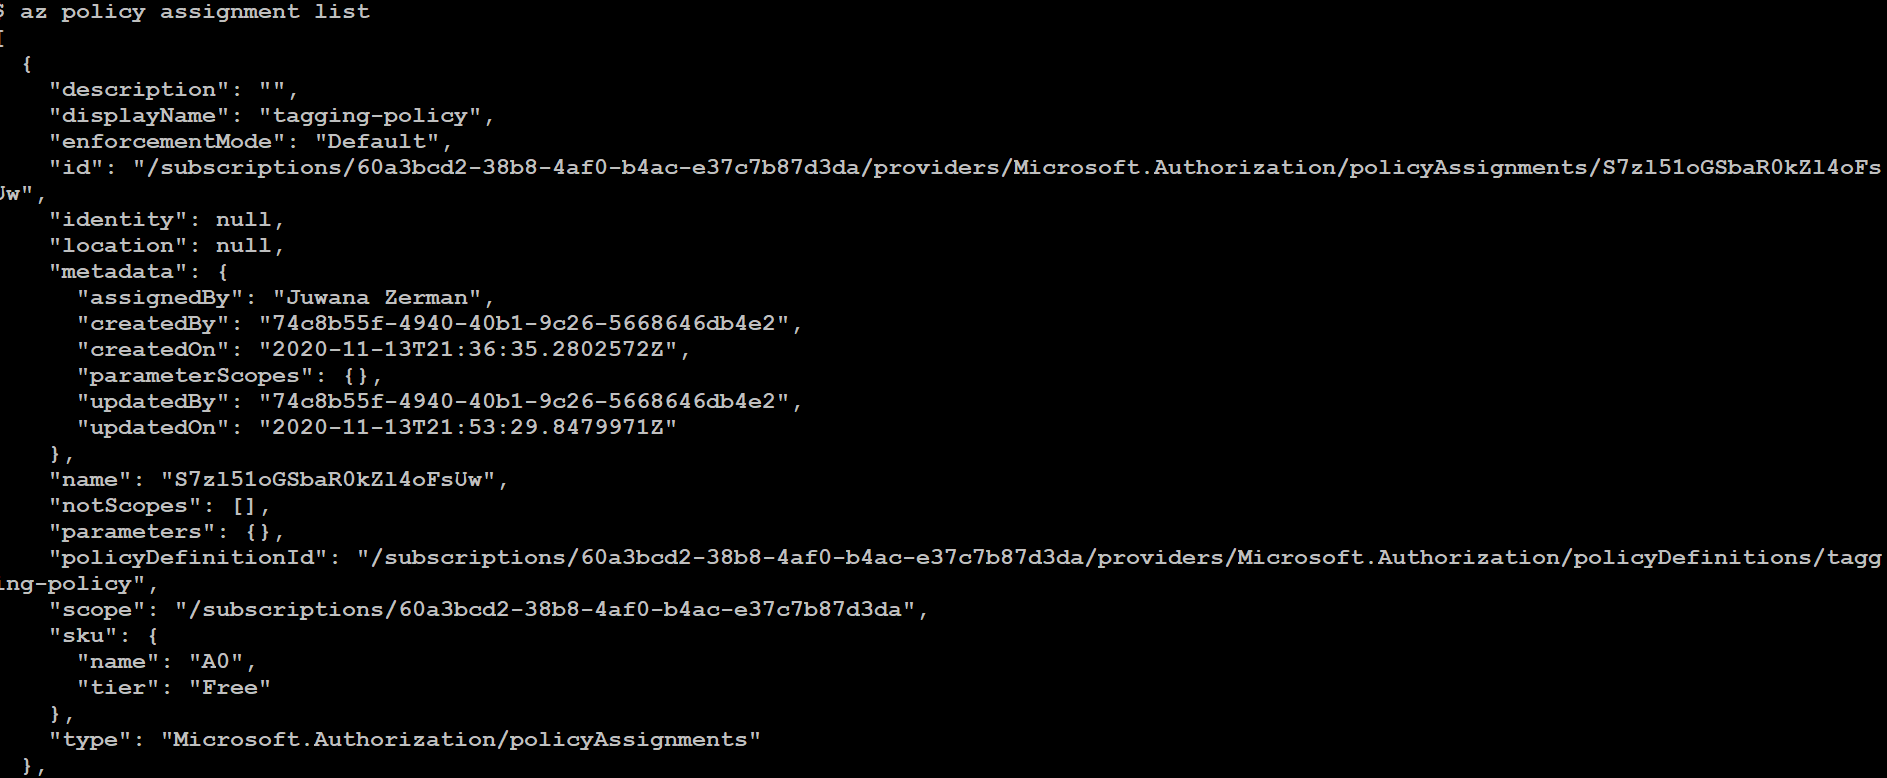 $ az policy assignment list
[
  {
    "description": "",
    "displayName": "tagging-policy",
    "enforcementMode": "Default",
    "id": "/subscriptions/60a3bcd2-38b8-4af0-b4ac-e37c7b87d3da/providers/Microsoft.Authorization/policyAssignments/S7zl51oGSbaR0kZl4oFs
Uw",
    "identity": null,
    "location": null,
    "metadata": {
      "assignedBy": "Juwana Zerman",
      "createdBy": "74c8b55f-4940-40b1-9c26-5668646db4e2",
      "createdOn": "2020-11-13T21:36:35.2802572Z",
      "parameterScopes": {},
      "updatedBy": "74c8b55f-4940-40b1-9c26-5668646db4e2",
      "updatedOn": "2020-11-13T21:53:29.8479971Z"
    },
    "name": "S7zl51oGSbaR0kZl4oFsUw",
    "notScopes": [],
    "parameters": {},
    "policyDefinitionId": "/subscriptions/60a3bcd2-38b8-4af0-b4ac-e37c7b87d3da/providers/Microsoft.Authorization/policyDefinitions/tagg
ing-policy",
    "scope": "/subscriptions/60a3bcd2-38b8-4af0-b4ac-e37c7b87d3da",
    "sku": {
      "name": "A0",
      "tier": "Free"
    },
    "type": "Microsoft.Authorization/policyAssignments"
  },